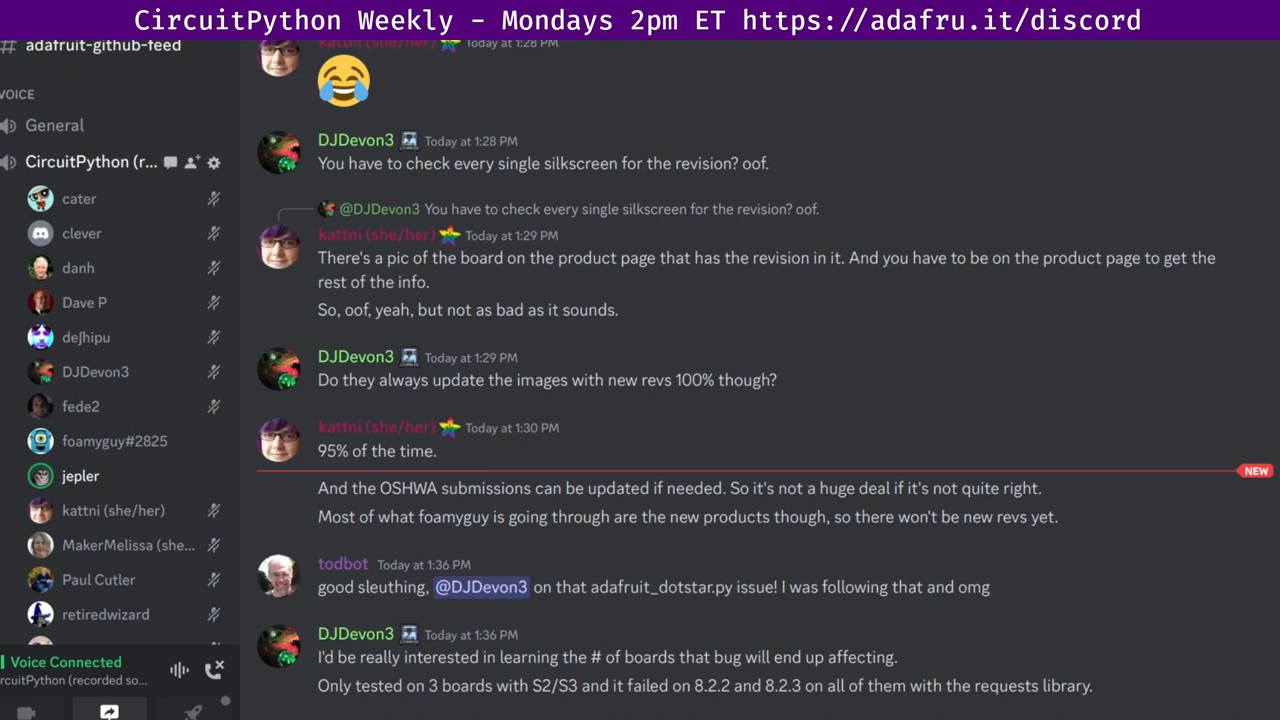 CircuitPython Weekly - Mondays 2pm ET https://adafru.it/discord
# adafruit-github-feed
VOICE
General
CircuitPython (r...
cater
clever
danh
Dave P
deʃhipu
DJDevon3
fede2
foamyguy#2825
jepler
kattni (she/her)
MakerMelissa (she...
Paul Cutler
retiredwizard
Voice Connected
rcuitPython (recorded so...
kattni (she/her) Today at 1:28 PM
DJDevon3 Today at 1:28 PM
You have to check every single silkscreen for the revision? oof.
@DJDevon3 You have to check every single silkscreen for the revision? oof.
kattni (she/her) Today at 1:29 PM
There's a pic of the board on the product page that has the revision in it. And you have to be on the product page to get the
rest of the info.
So, oof, yeah, but not as bad as it sounds.
DJDevon3 Today at 1:29 PM
Do they always update the images with new revs 100% though?
kattni (she/her) Today at 1:30 PM
95% of the time.
NEW
And the OSHWA submissions can be updated if needed. So it's not a huge deal if it's not quite right.
Most of what foamyguy is going through are the new products though, so there won't be new revs yet.
todbot Today at 1:36 PM
good sleuthing, @DJDevon3 on that adafruit_dotstar.py issue! I was following that and omg
DJDevon3 Today at 1:36 PM
I'd be really interested in learning the # of boards that bug will end up affecting.
Only tested on 3 boards with S2/S3 and it failed on 8.2.2 and 8.2.3 on all of them with the requests library.